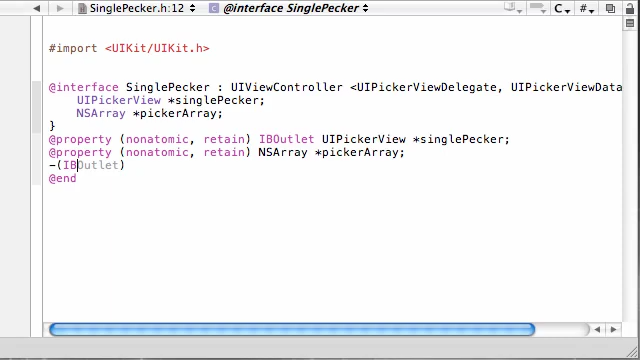 SinglePecker.h:12 @interface SinglePecker C #
#import <UIKit/UIKit.h>
@interface SinglePecker : UIViewController <UIPickerViewDelegate, UIPickerViewData
UIPickerView *singlePecker;
NSArray *pickerArray;
}
@property (nonatomic, retain) IBOutlet UIPickerView *singlePecker;
@property (nonatomic, retain) NSArray *pickerArray;
-(IBOutlet)
@end